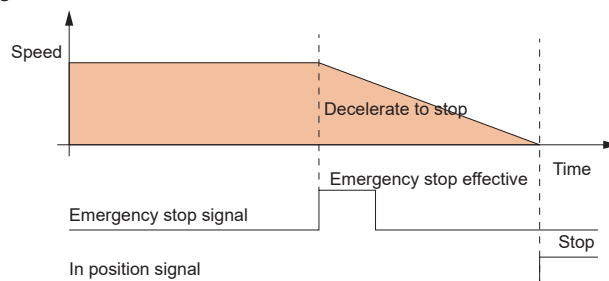 Speed
Decelerate to stop
Time
Emergency stop effective
Emergency stop signal
Stop
In position signal